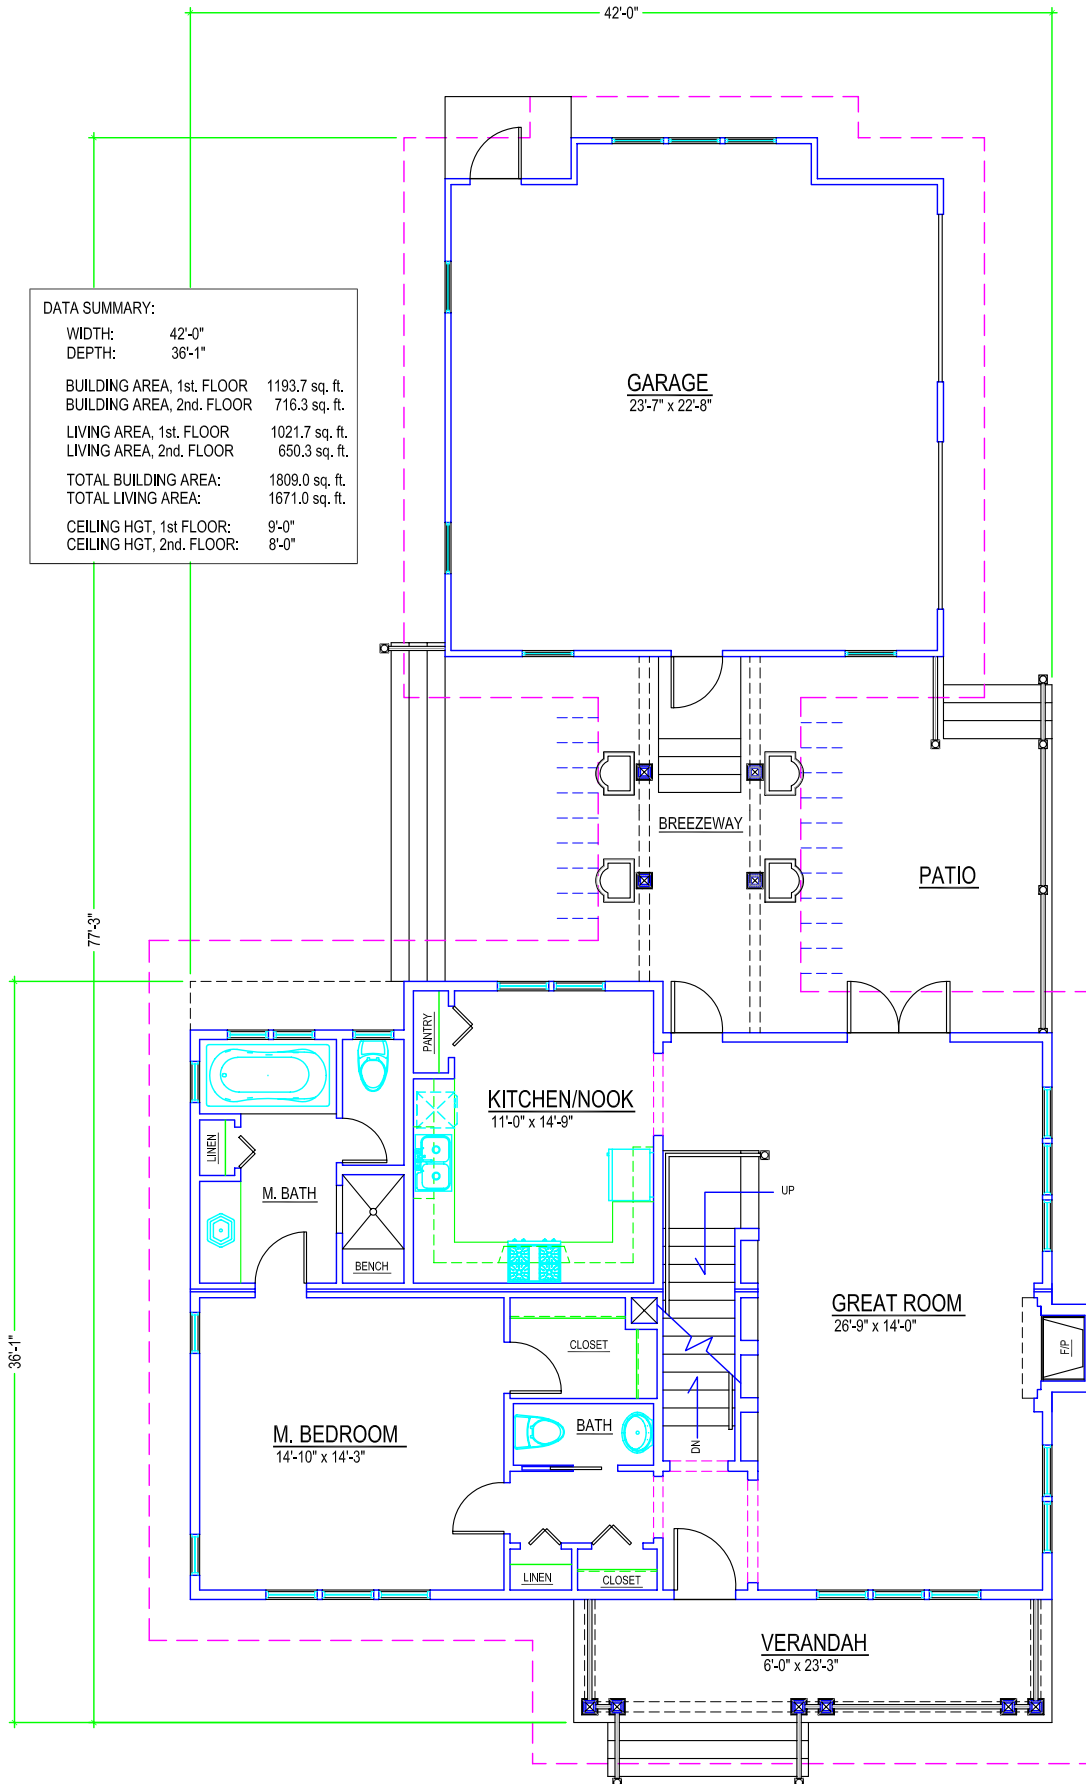 42'-0"
DATA SUMMARY:
WIDTH: 42'-0"
DEPTH: 36'-1"
BUILDING AREA, 1st. FLOOR 1193.7 sq. ft.
BUILDING AREA, 2nd. FLOOR 716.3 sq. ft.
LIVING AREA, 1st. FLOOR 1021.7 sq. ft.
LIVING AREA, 2nd. FLOOR 650.3 sq. ft.
TOTAL BUILDING AREA: 1809.0 sq. ft.
TOTAL LIVING AREA: 1671.0 sq. ft.
CEILING HGT, 1st FLOOR: 9'-0"
CEILING HGT, 2nd. FLOOR: 8'-0"
GARAGE
23'-7" x 22'-8"
BREEZEWAY
PATIO
77'-3"
PANTRY
KITCHEN/NOOK
11'-0" x 14'-9"
LINEN
M. BATH
UP
BENCH
GREAT ROOM
26'-9" x 14'-0"
F/P
36'-1"
CLOSET
M. BEDROOM
14'-10" x 14'-3"
BATH
DN
LINEN
CLOSET
VERANDAH
6'-0" x 23'-3"